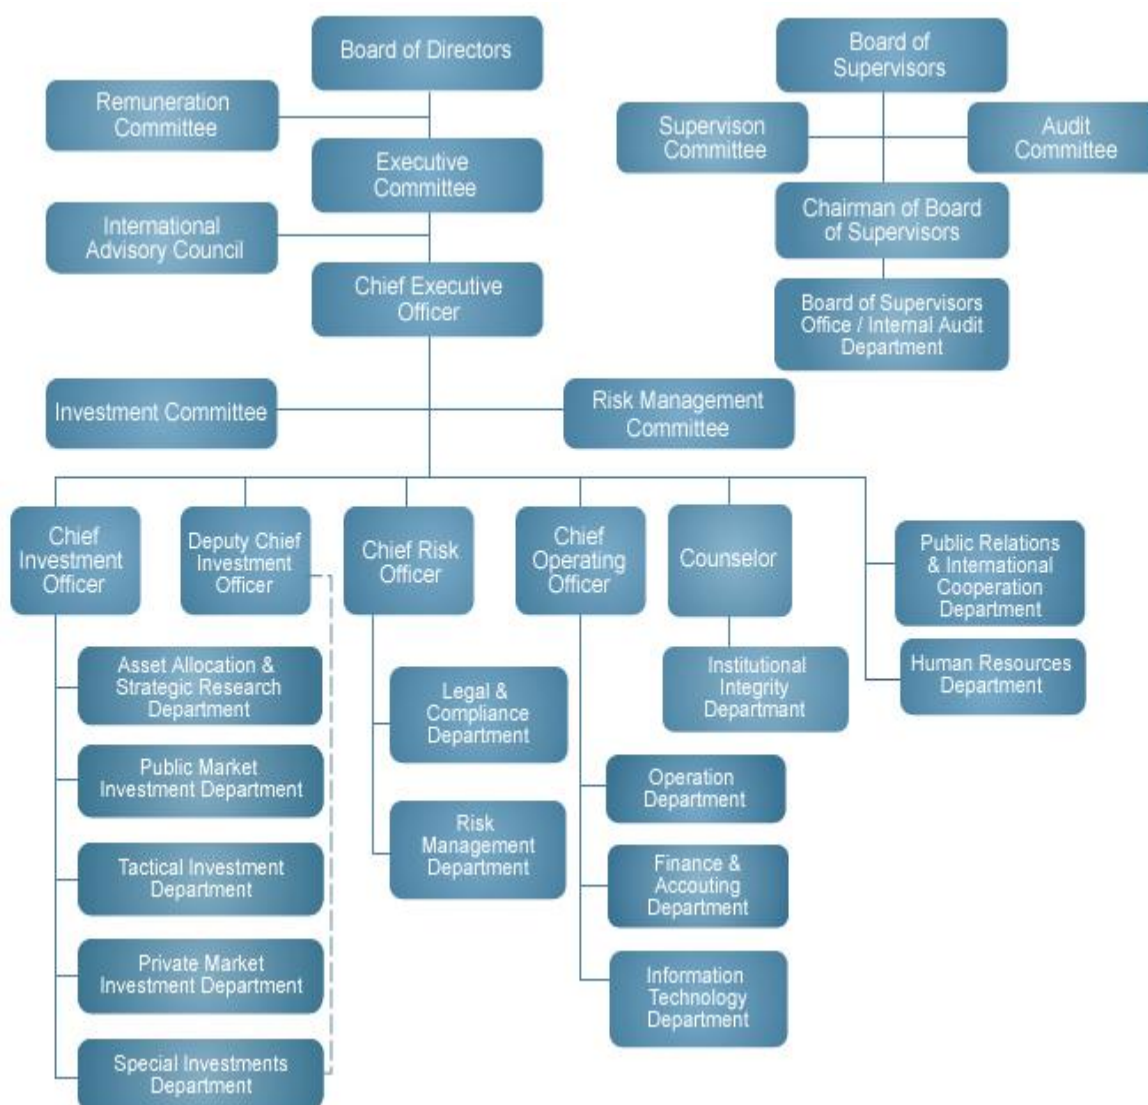 Board of Directors
Board of
Supervisors
Remuneration
Committee
Supervison
Committee
Audit
Committee
Executive
Committee
Chairman of Board
of Supervisors
International
Advisory Council
Chief Executive
Officer
Board of Supervisors
Office / Internal Audit
Department
Investment Committee
Risk Management
Committee
Chief
Investment
Officer
Deputy Chief
Investment
Officer
Chief Risk
Officer
Chief
Operating
Officer
Counselor
Public Relations
& International
Cooperation
Department
Human Resources
Department
Asset Allocation &
Strategic Research
Department
Public Market
Investment Department
Tactical Investment
Department
Private Market
Investment Department
Special Investments
Department
Legal &
Compliance
Department
Risk
Management
Department
Institutional
Integrity
Departmant
Operation
Department
Finance &
Accouting
Department
Information
Technology
Department